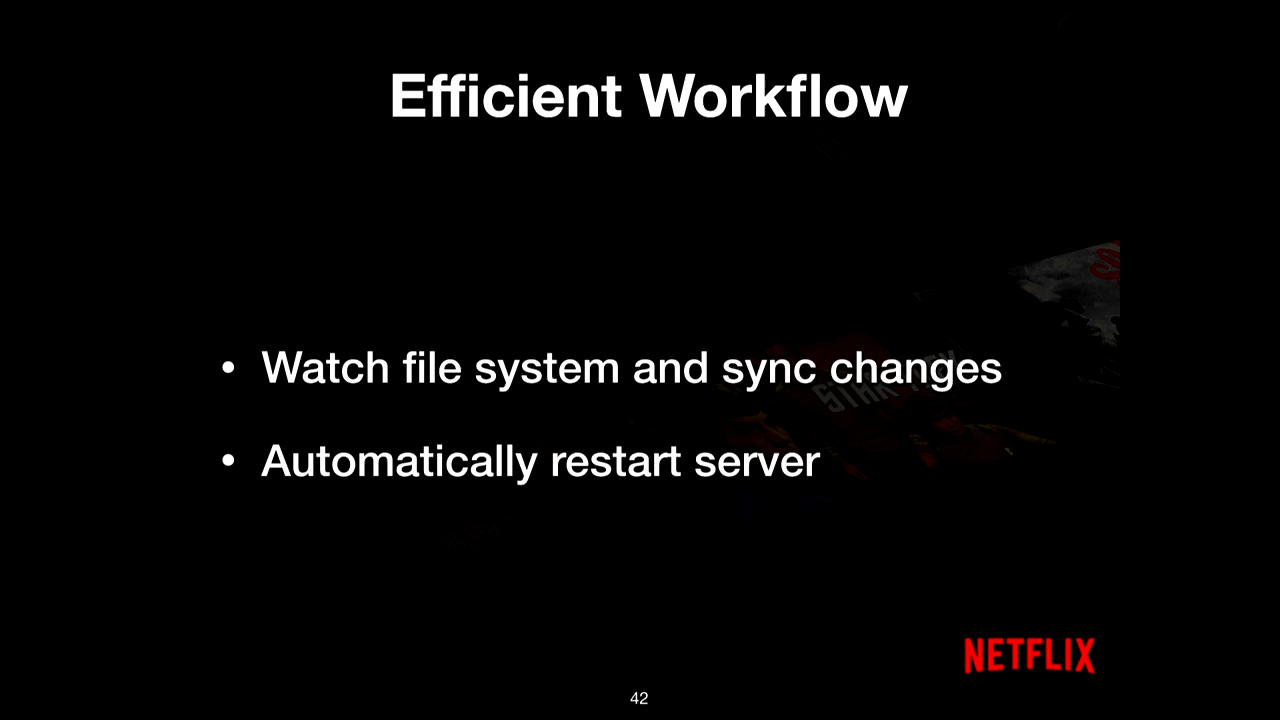 Efficient Workflow
• Watch file system and sync changes
• Automatically restart server
NETFLIX
42